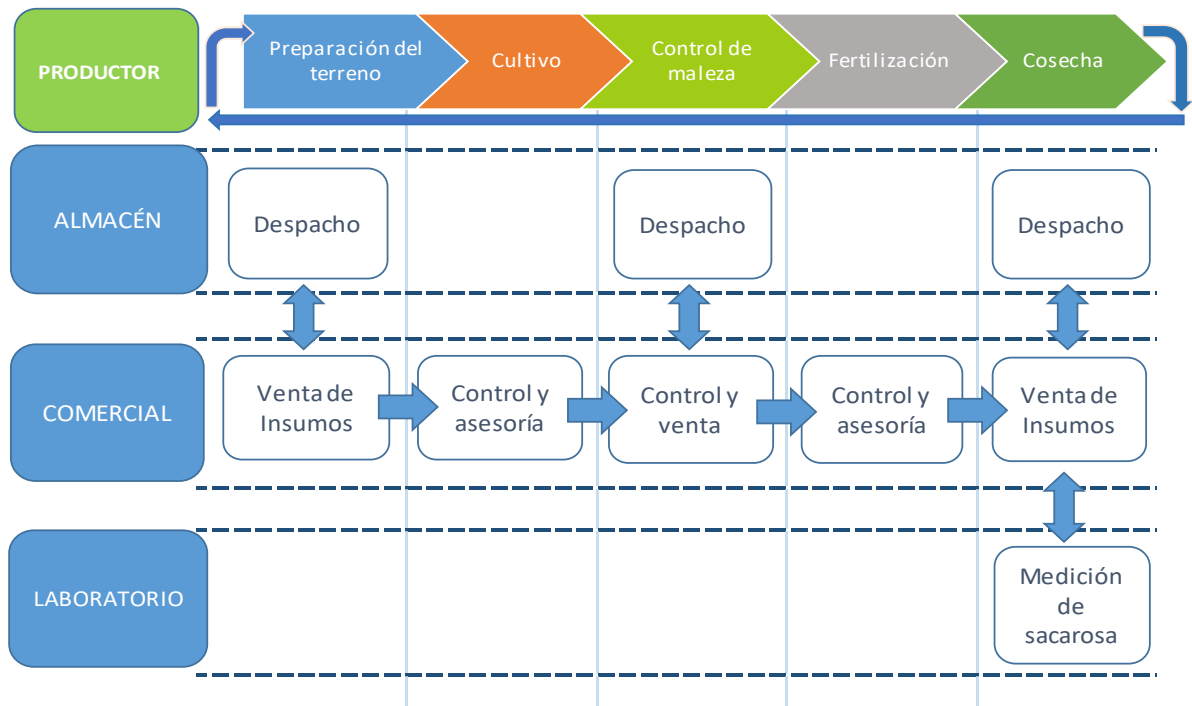 PRODUCTOR
Preparación del
terreno
Cultivo
Control de
maleza
Fertilización
Cosecha
ALMACÉN
Despacho
Despacho
Despacho
COMERCIAL
Venta de
Insumos
Control y
asesoría
Control y
venta
Control y
asesoría
Venta de
Insumos
LABORATORIO
Medición
de
sacarosa